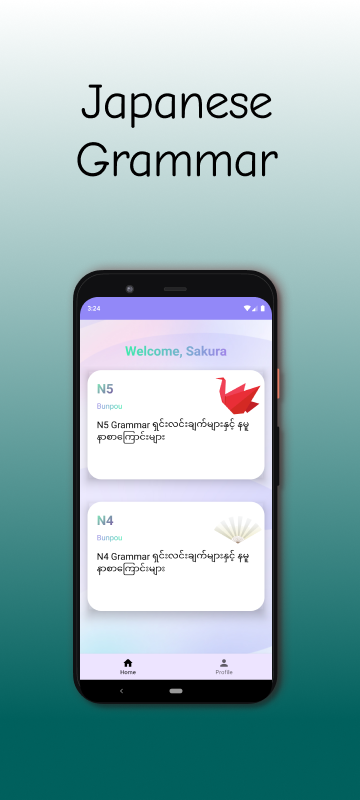 Japanese
Grammar
3:24
Welcome, Sakura
N5
Bunpou
N5 Grammar ရှင်းလင်းချက်များနှင့် နမူ
နာစာကြောင်းများ
N4
Bunpou
N4 Grammar ရှင်းလင်းချက်များနှင့် နမူ
နာစာကြောင်းများ
Home
Profile